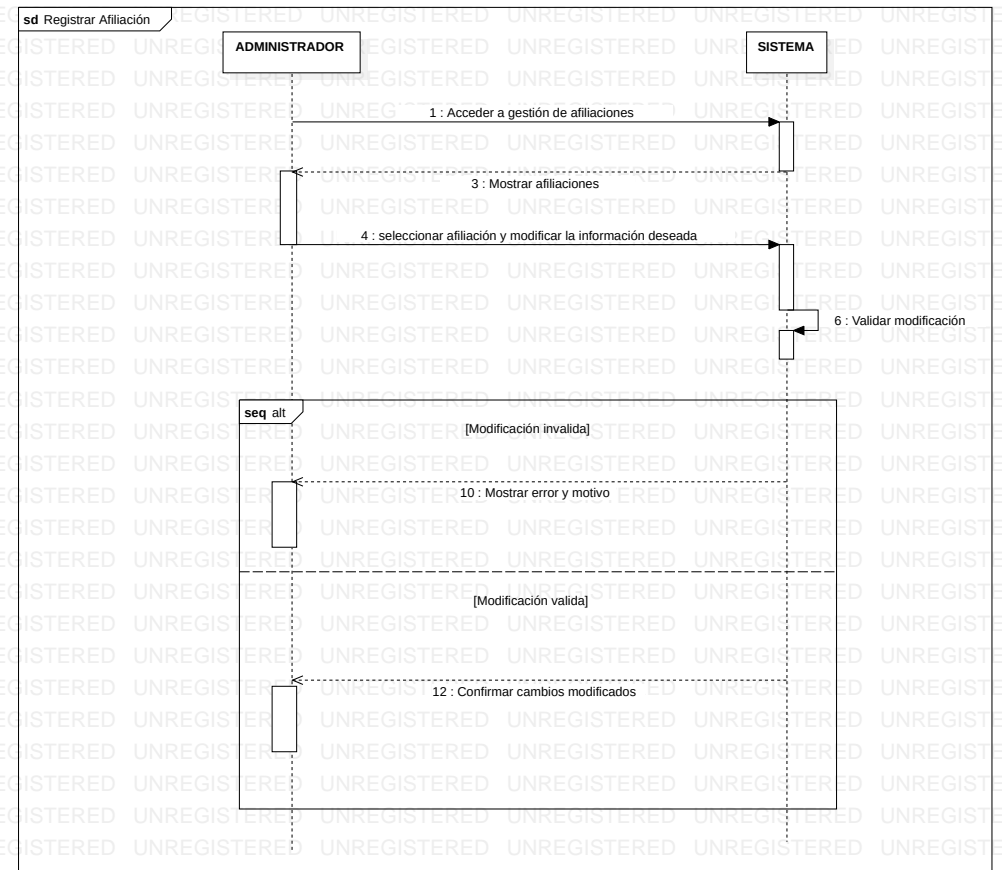 sd Registrar Afiliación
ADMINISTRADOR
SISTEMA
1 : Acceder a gestión de afiliaciones
3 : Mostrar afiliaciones
4 : seleccionar afiliación y modificar la información deseada
6 : Validar modificación
seq alt
[Modificación invalida]
10 : Mostrar error y motivo
[Modificación valida]
12 : Confirmar cambios modificados
UNREGISTERED